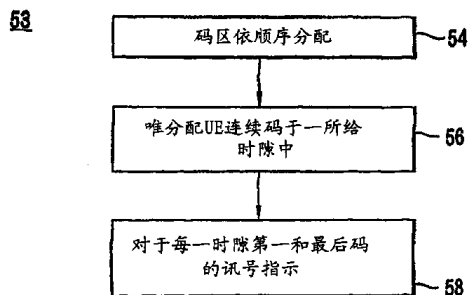 53
码区依顺序分配
54
唯分配UE连续码于一所给
时隙中
56
对于每一时隙第一和最后码
的讯号指示
58